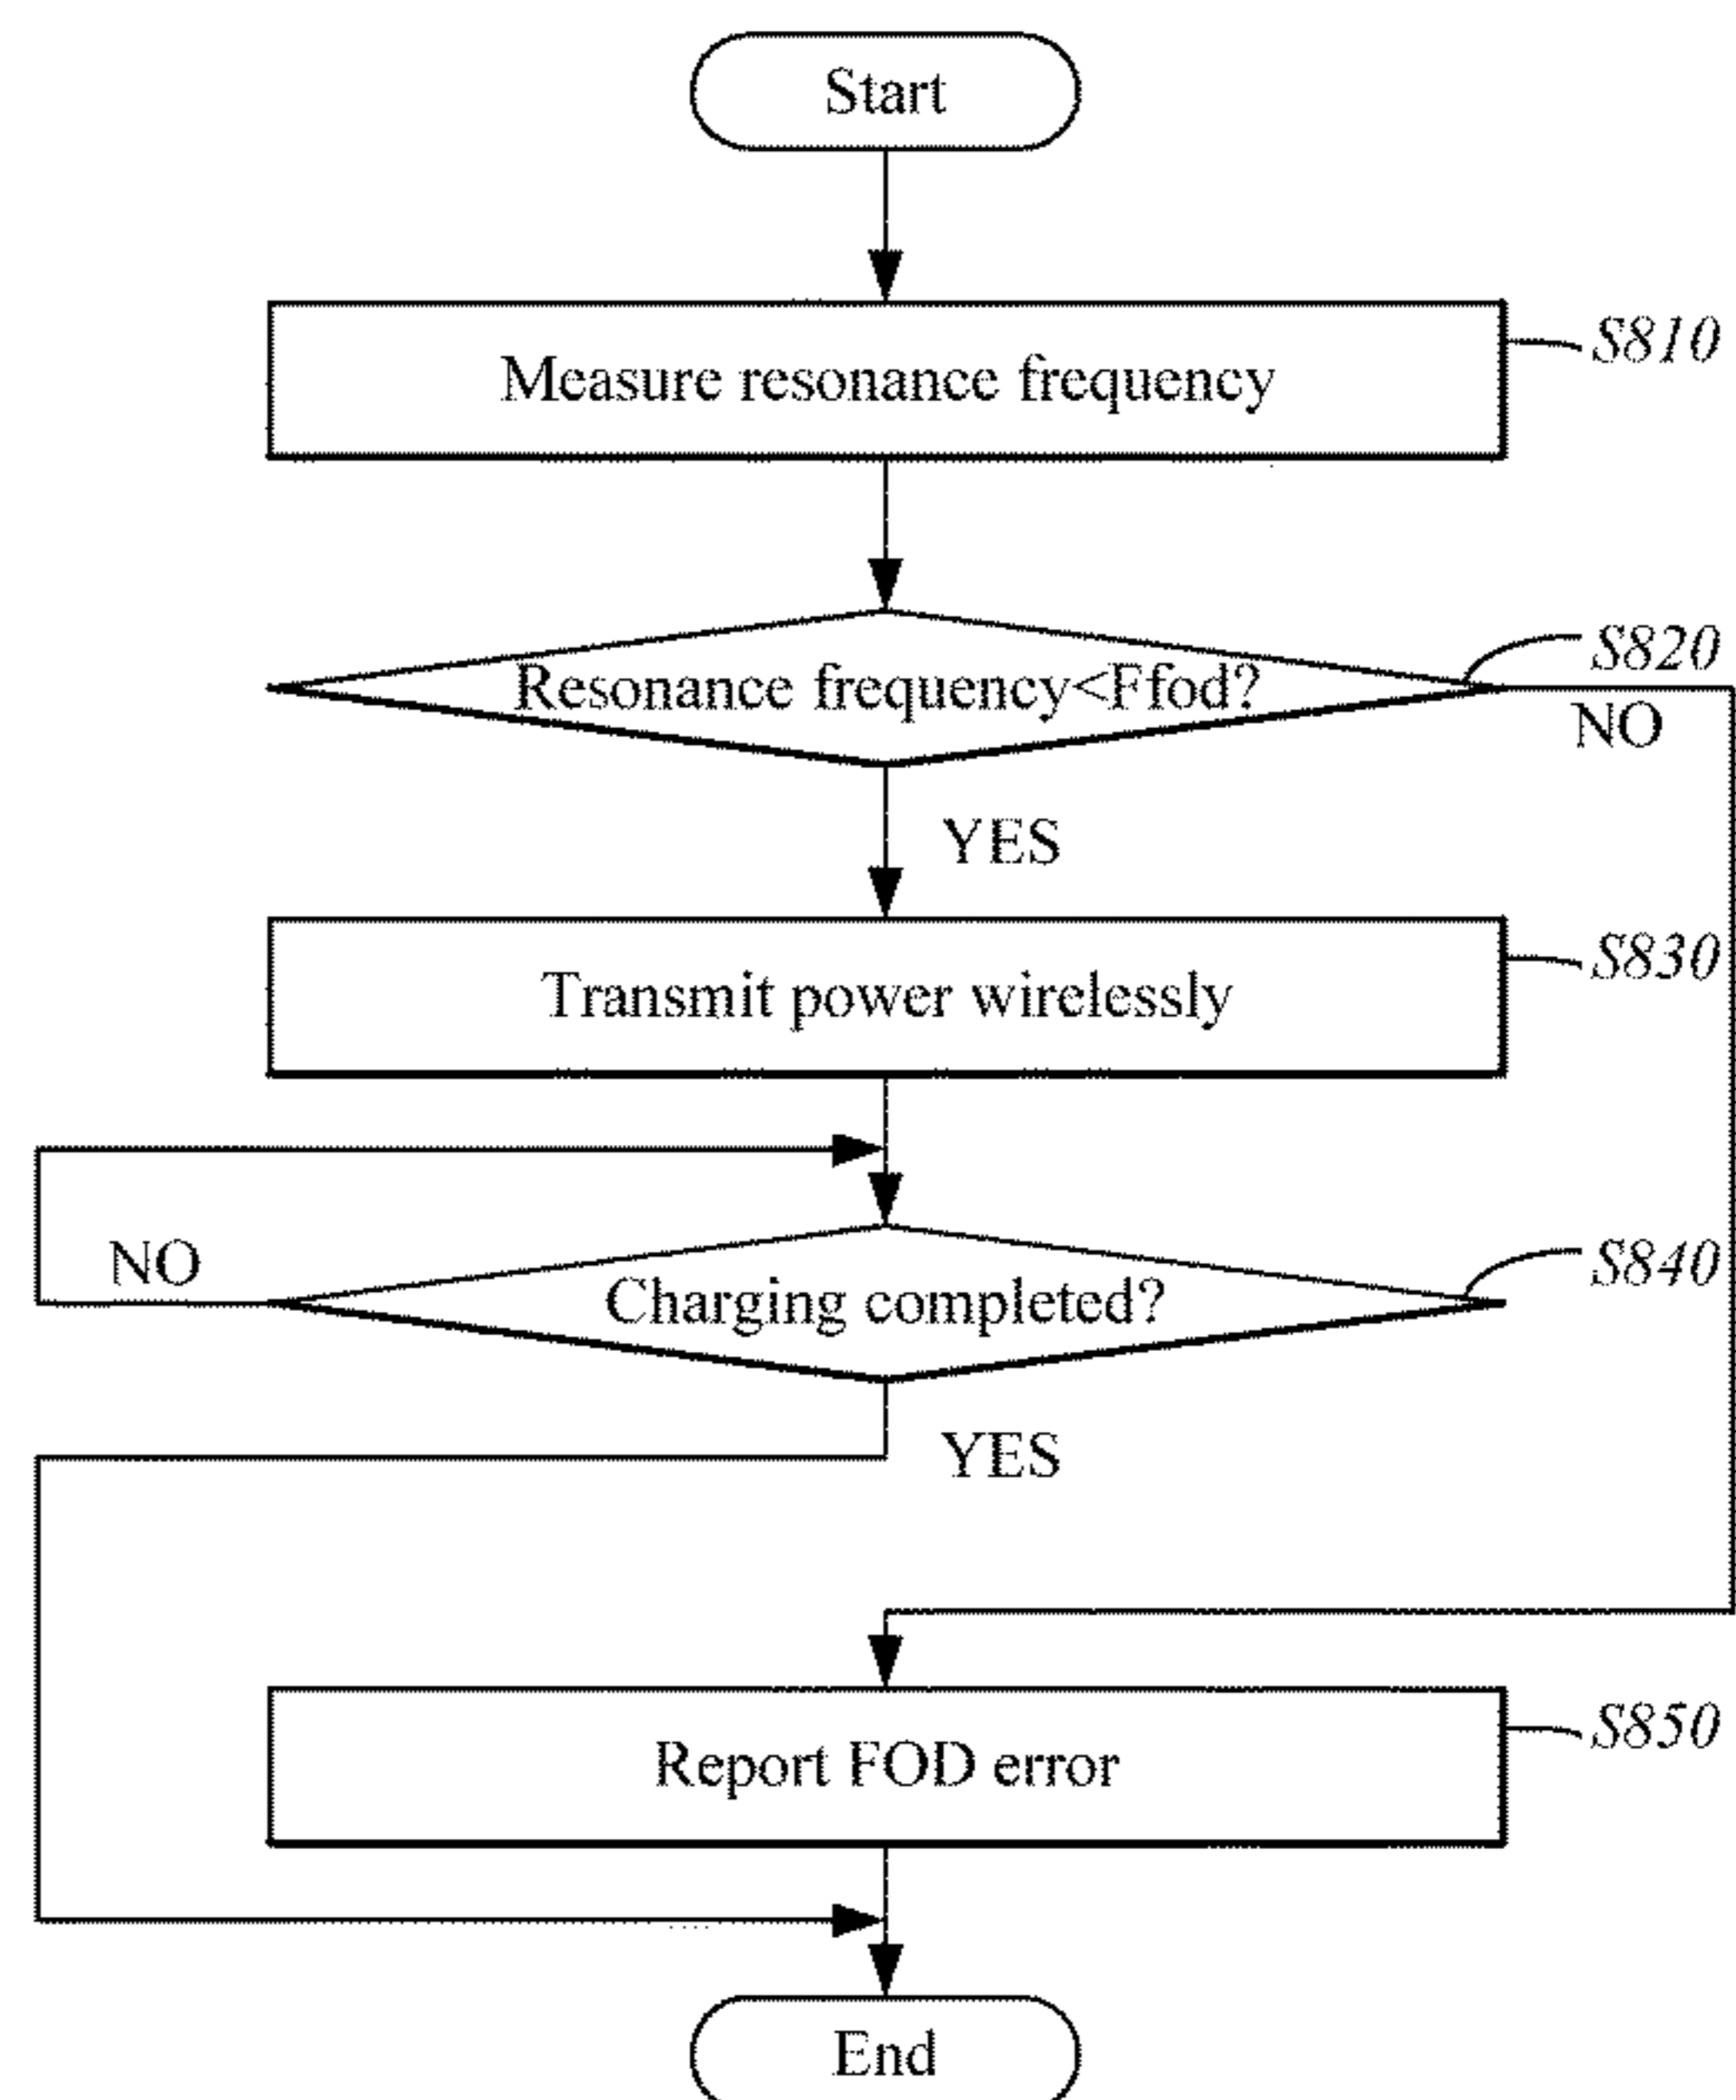 Start
Measure resonance frequency
S810
Resonance frequency<Ffod?
S820
NO
YES
Transmit power wirelessly
S830
NO
Charging completed?
S840
YES
Report FOD error
S850
End